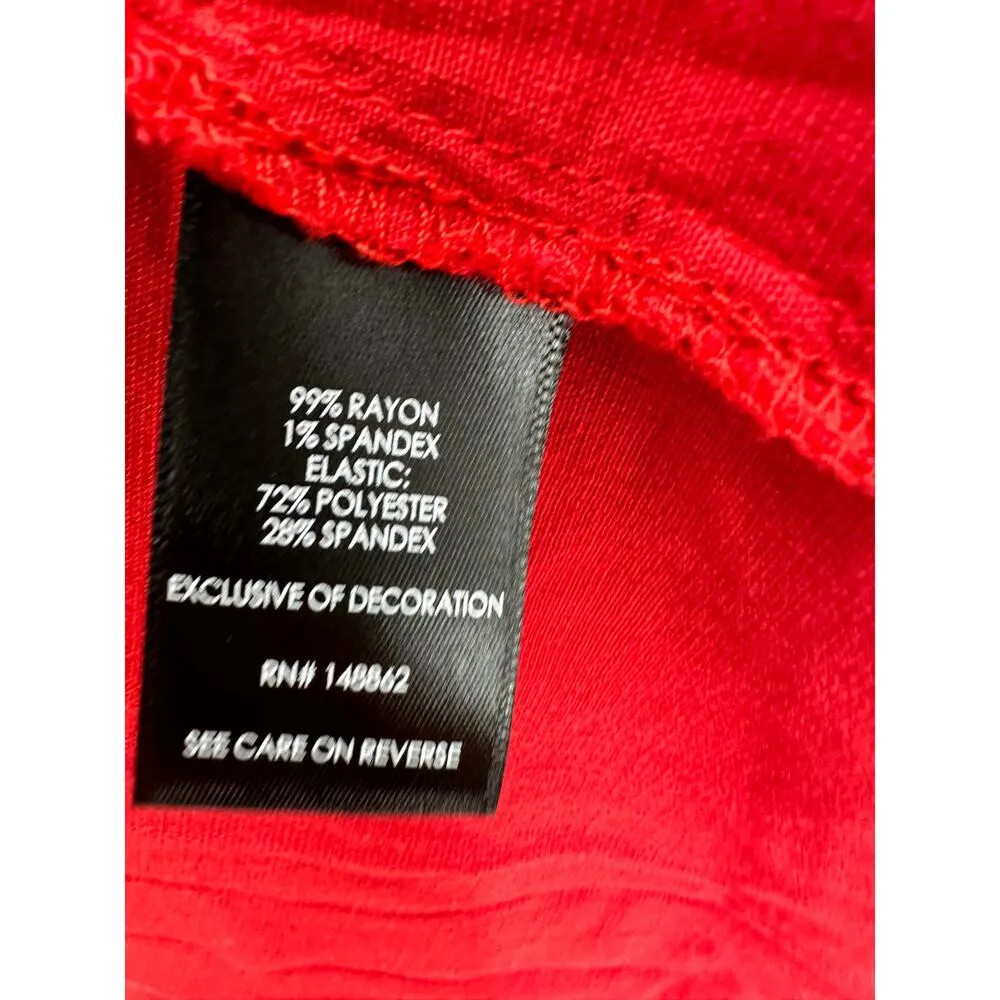 99% RAYON
1% SPANDEX
ELASTIC:
72% POLYESTER
28% SPANDEX
EXCLUSIVE OF DECORATION
RN# 148862
SEE CARE ON REVERSE